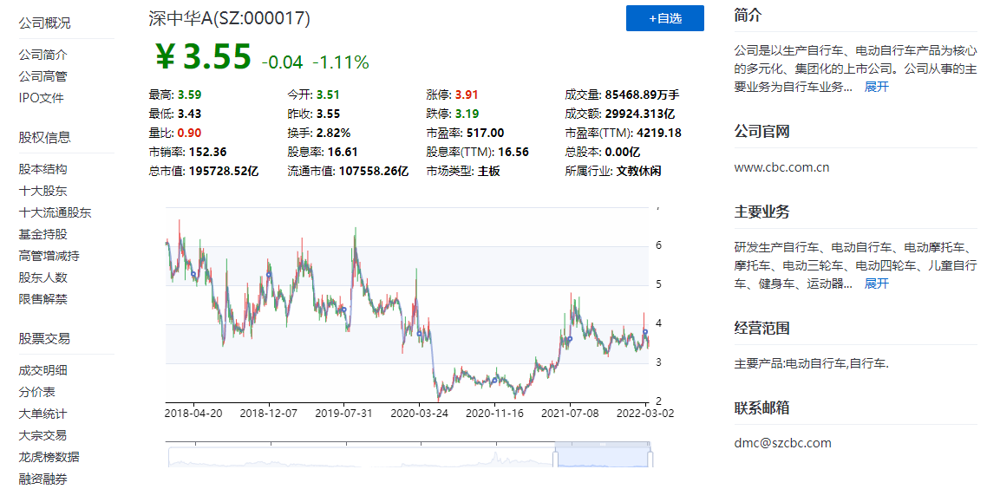 公司概况
公司简介
公司高管
IPO文件
股权信息
股本结构
十大股东
十大流通股东
基金持股
高管增减持
股东人数
限售解禁
股票交易
成交明细
分价表
大单统计
大宗交易
龙虎榜数据
融资融券
深中华A(SZ:000017)
+自选
￥3.55 -0.04 -1.11%
最高: 3.59 今开: 3.51 涨停: 3.91 成交量: 85468.89万手
最低: 3.43 昨收: 3.55 跌停: 3.19 成交额: 29924.313亿
量比: 0.90 换手: 2.82% 市盈率: 517.00 市盈率(TTM): 4219.18
市销率: 152.36 股息率: 16.61 股息率(TTM): 16.56 总股本: 0.00亿
总市值: 195728.52亿 流通市值: 107558.26亿 市场类型: 主板 所属行业: 文教休闲
6
5
4
3
2
2018-04-20 2018-12-07 2019-07-31 2020-03-24 2020-11-16 2021-07-08 2022-03-02
简介
公司是以生产自行车、电动自行车产品为核心
的多元化、集团化的上市公司。公司从事的主
要业务为自行车业务... 展开
公司官网
www.cbc.com.cn
主要业务
研发生产自行车、电动自行车、电动摩托车、
摩托车、电动三轮车、电动四轮车、儿童自行
车、健身车、运动器... 展开
经营范围
主要产品:电动自行车,自行车.
联系邮箱
dmc@szcbc.com